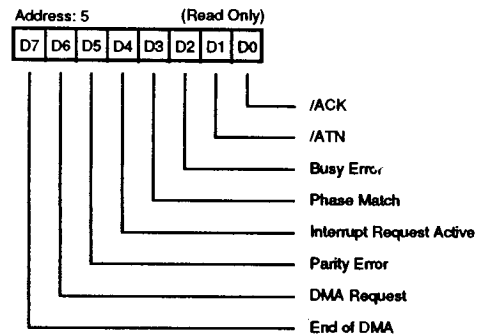 Address: 5 (Read Only)
D7 D6 D5 D4 D3 D2 D1 D0
/ACK
/ATN
Busy Error
Phase Match
Interrupt Request Active
Parity Error
DMA Request
End of DMA